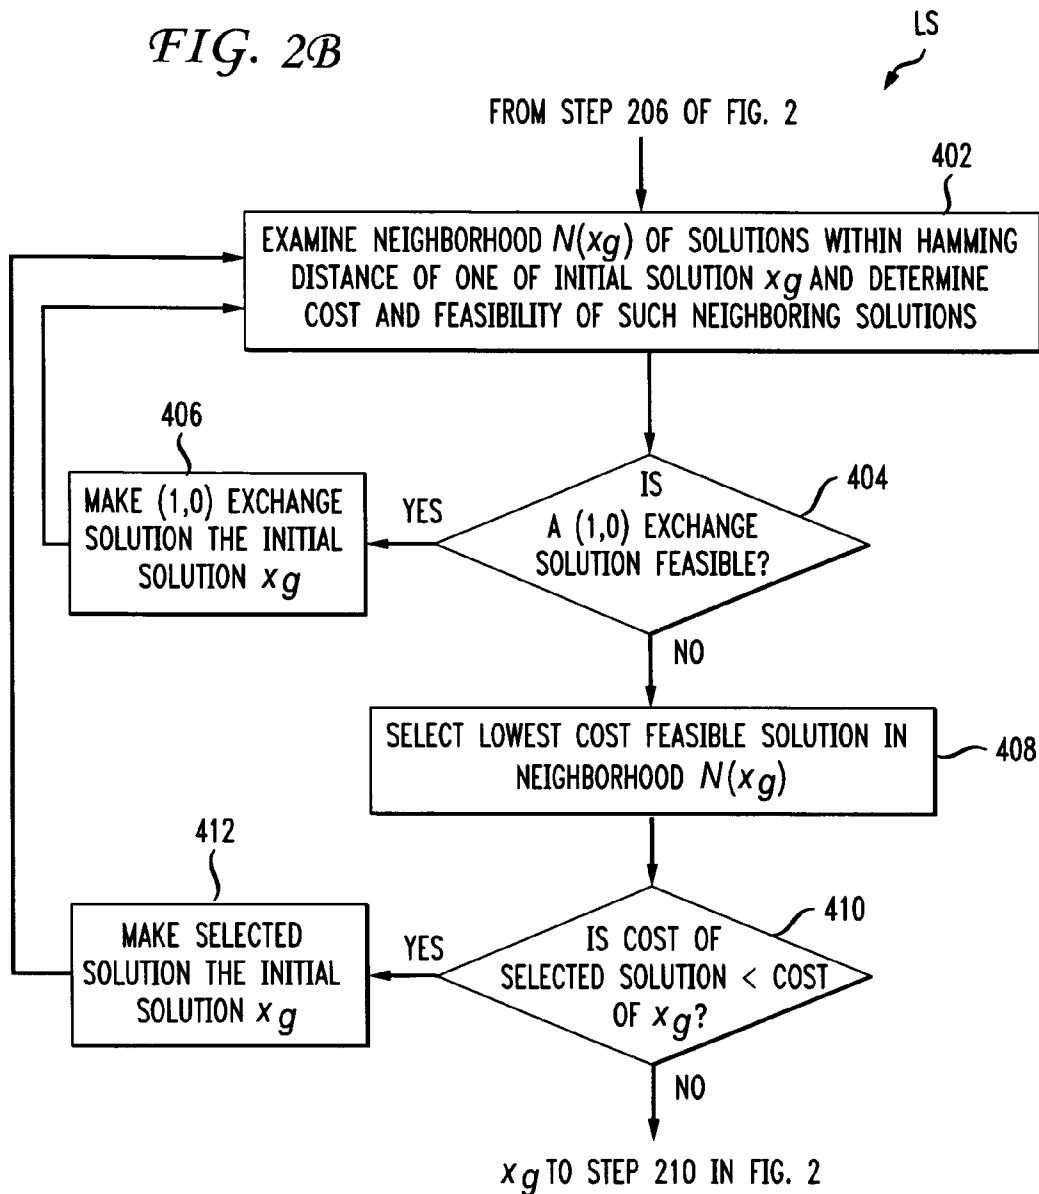 FIG. 2B
LS
FROM STEP 206 OF FIG. 2
402
EXAMINE NEIGHBORHOOD N(xg) OF SOLUTIONS WITHIN HAMMING
DISTANCE OF ONE OF INITIAL SOLUTION xg AND DETERMINE
COST AND FEASIBILITY OF SUCH NEIGHBORING SOLUTIONS
406
MAKE (1,0) EXCHANGE
SOLUTION THE INITIAL
SOLUTION xg
YES
404
IS
A (1,0) EXCHANGE
SOLUTION FEASIBLE?
NO
SELECT LOWEST COST FEASIBLE SOLUTION IN
NEIGHBORHOOD N(xg)
408
412
MAKE SELECTED
SOLUTION THE INITIAL
SOLUTION xg
YES
410
IS COST OF
SELECTED SOLUTION < COST
OF xg?
NO
xg TO STEP 210 IN FIG. 2